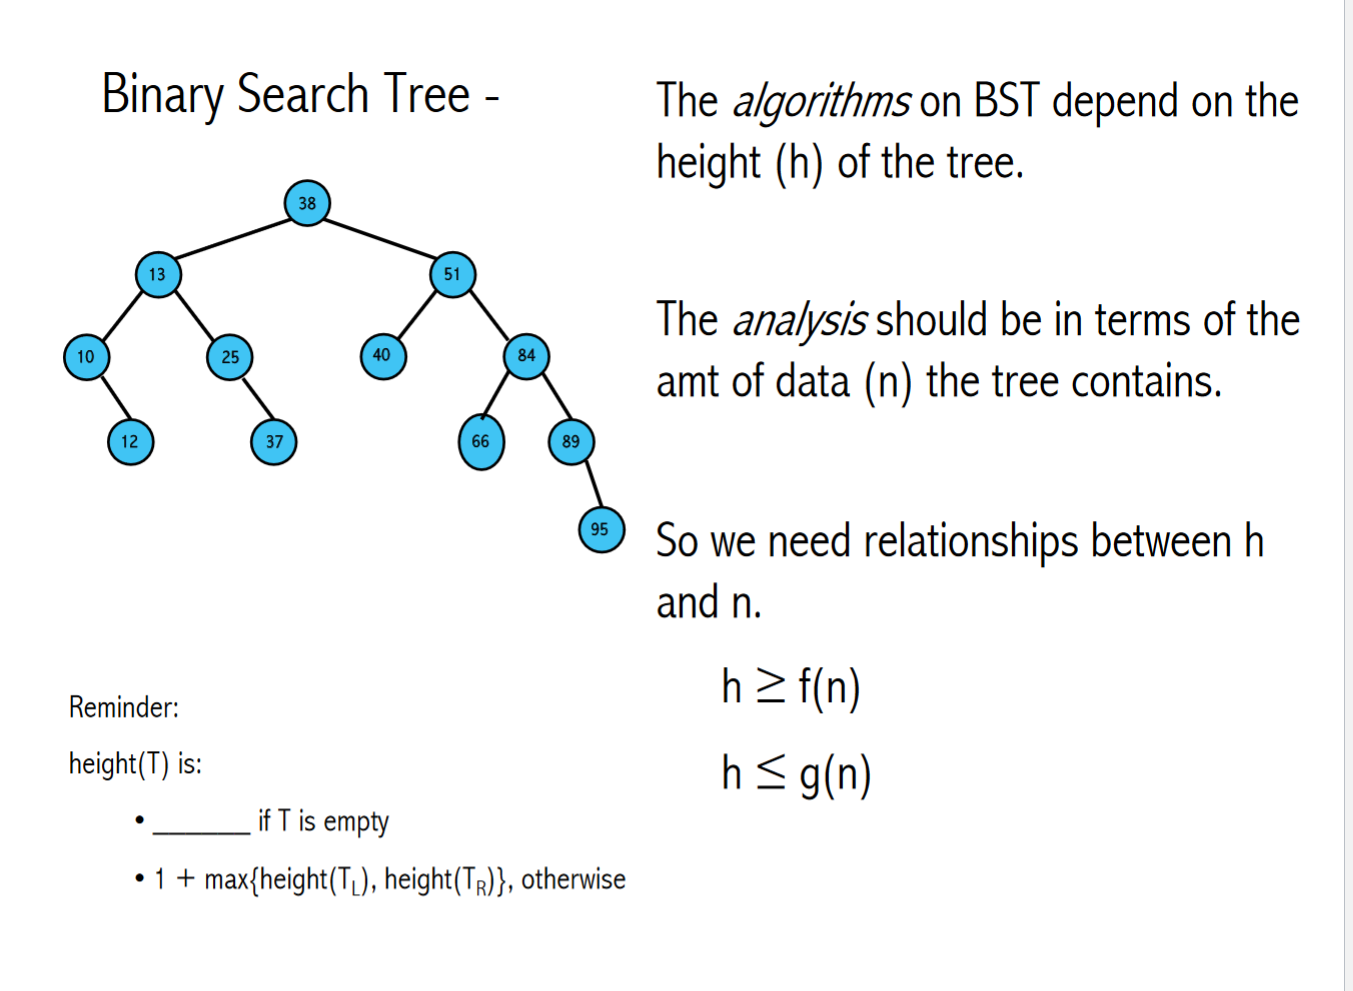 Binary Search Tree -
38
13
51
10
25
40
84
12
37
66
89
95
Reminder:
height(T) is:
• ______ if T is empty
• 1 + max{height(T_L), height(T_R)}, otherwise
The algorithms on BST depend on the
height (h) of the tree.
The analysis should be in terms of the
amt of data (n) the tree contains.
So we need relationships between h
and n.
h ≥ f(n)
h ≤ g(n)